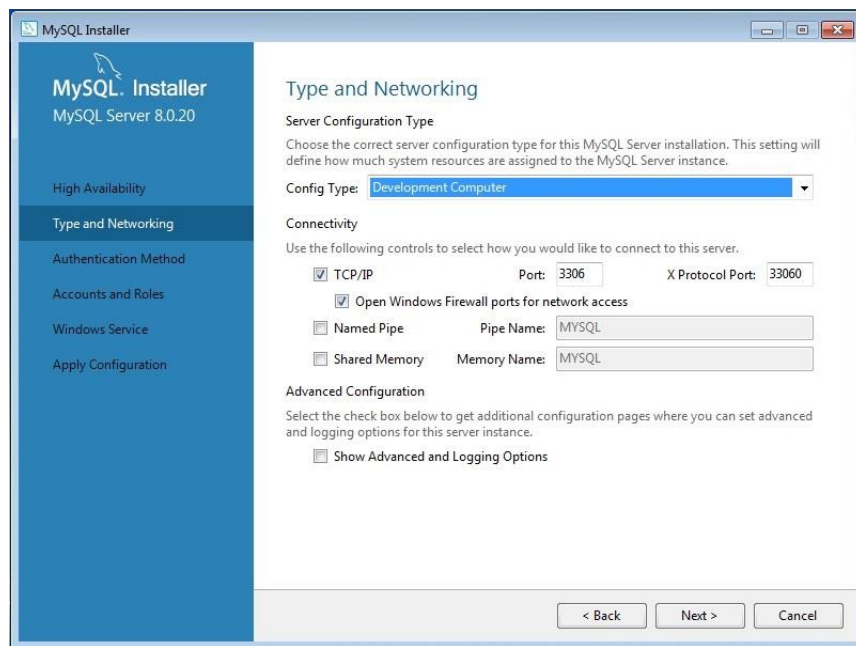 MySQL Installer
MySQL. Installer
MySQL Server 8.0.20
High Availability
Type and Networking
Authentication Method
Accounts and Roles
Windows Service
Apply Configuration
Type and Networking
Server Configuration Type
Choose the correct server configuration type for this MySQL Server installation. This setting will
define how much system resources are assigned to the MySQL Server instance.
Config Type: Development Computer
Connectivity
Use the following controls to select how you would like to connect to this server.
TCP/IP Port: 3306 X Protocol Port: 33060
Open Windows Firewall ports for network access
Named Pipe Pipe Name: MYSQL
Shared Memory Memory Name: MYSQL
Advanced Configuration
Select the check box below to get additional configuration pages where you can set advanced
and logging options for this server instance.
Show Advanced and Logging Options
< Back Next > Cancel